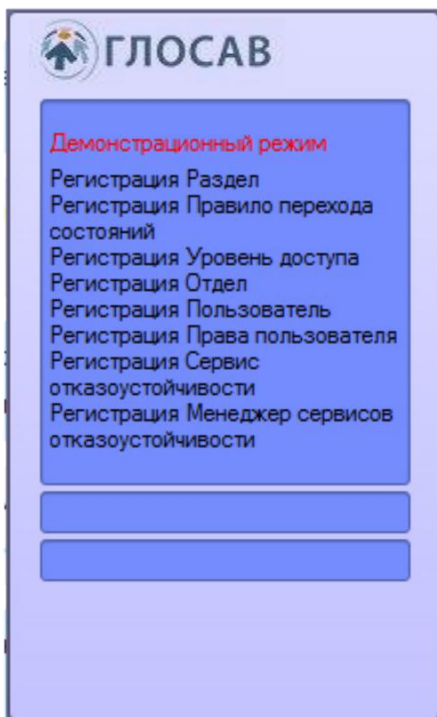 ГЛОСАВ
Демонстрационный режим
Регистрация Раздел
Регистрация Правило перехода
состояний
Регистрация Уровень доступа
Регистрация Отдел
Регистрация Пользователь
Регистрация Права пользователя
Регистрация Сервис
отказоустойчивости
Регистрация Менеджер сервисов
отказоустойчивости